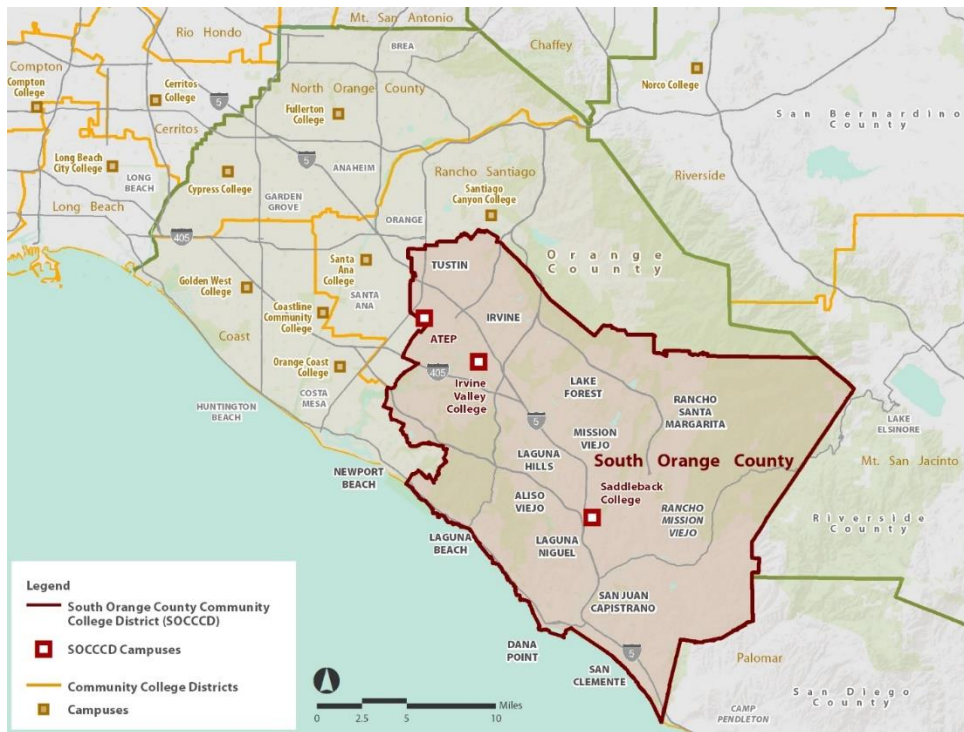 Mt. San Antonio
Rio Hondo
BREA
Chaffey
Compton
Compton
College
Cerritos
College
5
North Orange County
Fullerton
College
Norco College
San Bernardino
County
Cerritos
5
ANAHEIM
Long Beach
City College
LONG
BEACH
Cypress College
GARDEN
GROVE
Rancho Santiago
Santiago
Canyon College
Riverside
Long Beach
405
ORANGE
Orange
County
Santa
Ana
College
TUSTIN
Golden West
College
SANTA
ANA
Coastline
Community
College
IRVINE
Coast
ATEP
Orange Coast
College
405
Irvine
Valley
College
COSTA
MESA
HUNTINGTON
BEACH
LAKE
FOREST
RANCHO
SANTA
MARGARITA
LAKE
ELSINORE
5
MISSION
VIEJO
LAGUNA
HILLS
South Orange County
Mt. San Jacinto
NEWPORT
BEACH
Saddleback
College
ALISO
VIEJO
RANCHO
MISSION
VIEJO
Riverside
County
LAGUNA
BEACH
LAGUNA
NIGUEL
SAN JUAN
CAPISTRANO
DANA
POINT
5
SAN
CLEMENTE
Palomar
San Diego
County
CAMP
PENDLETON
Legend
South Orange County Community
College District (SOCCCD)
SOCCCD Campuses
Community College Districts
Campuses
Miles
0 2.5 5 10